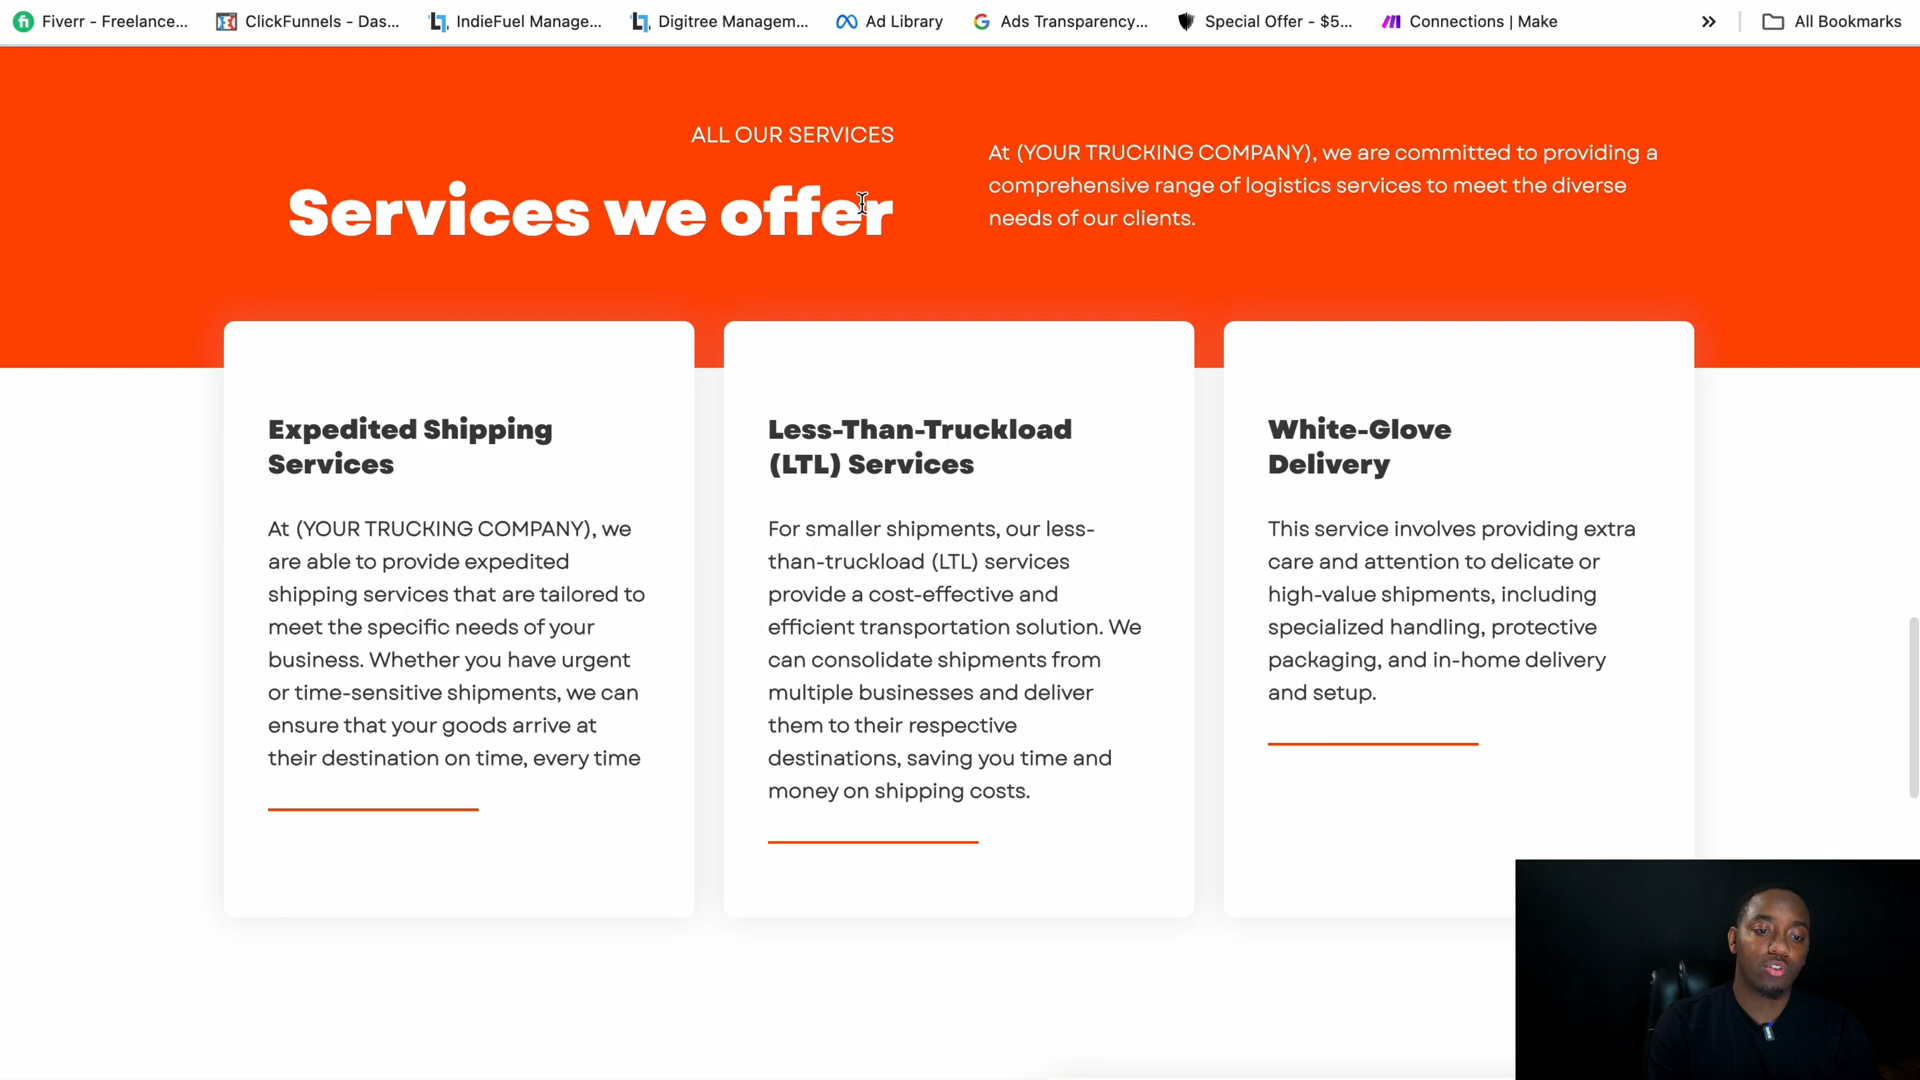 Fiverr - Freelance...
ClickFunnels - Das...
IndieFuel Manage...
Digitree Managem...
Ad Library
Ads Transparency...
Special Offer - $5...
Connections | Make
All Bookmarks
ALL OUR SERVICES
Services we offer
At (YOUR TRUCKING COMPANY), we are committed to providing a
comprehensive range of logistics services to meet the diverse
needs of our clients.
Expedited Shipping
Services
At (YOUR TRUCKING COMPANY), we
are able to provide expedited
shipping services that are tailored to
meet the specific needs of your
business. Whether you have urgent
or time-sensitive shipments, we can
ensure that your goods arrive at
their destination on time, every time
Less-Than-Truckload
(LTL) Services
For smaller shipments, our less-
than-truckload (LTL) services
provide a cost-effective and
efficient transportation solution. We
can consolidate shipments from
multiple businesses and deliver
them to their respective
destinations, saving you time and
money on shipping costs.
White-Glove
Delivery
This service involves providing extra
care and attention to delicate or
high-value shipments, including
specialized handling, protective
packaging, and in-home delivery
and setup.